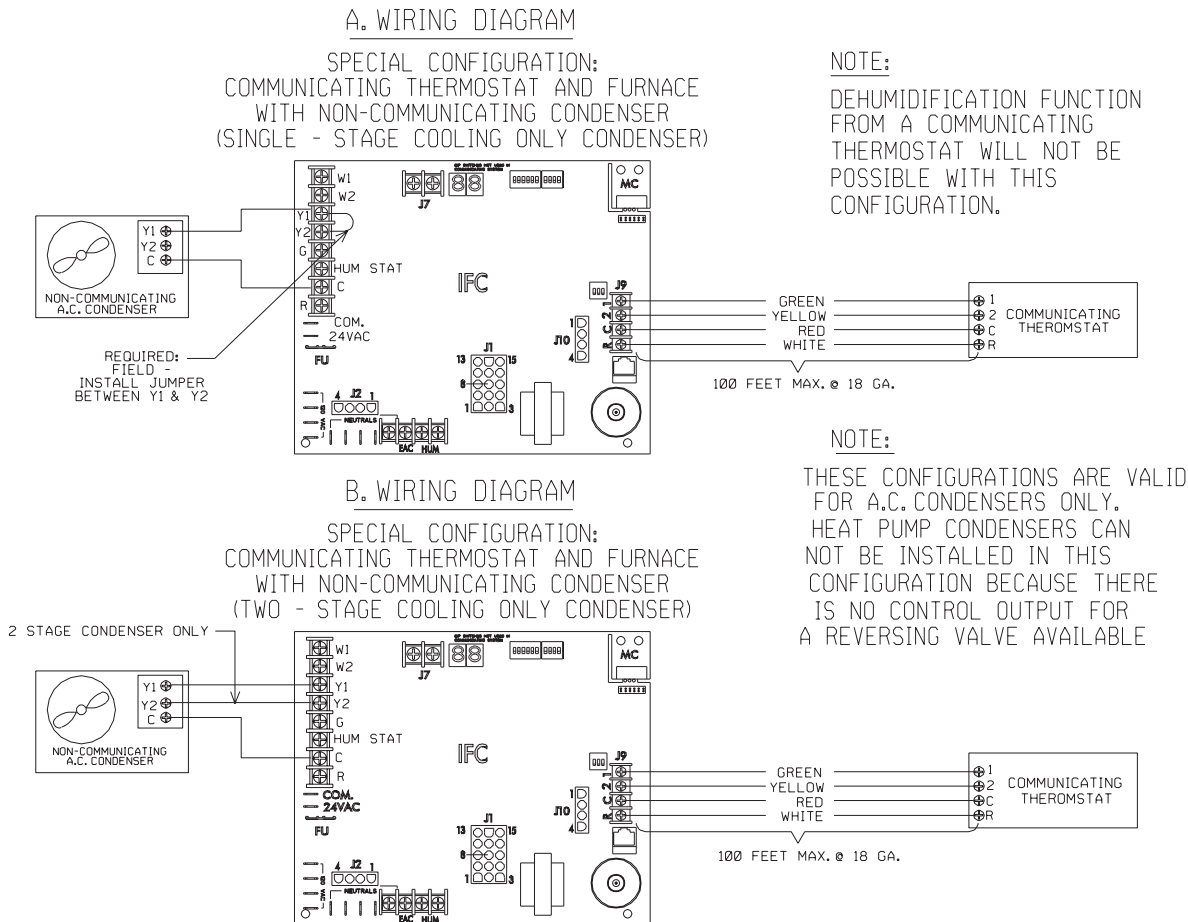 A. WIRING DIAGRAM
SPECIAL CONFIGURATION:
COMMUNICATING THERMOSTAT AND FURNACE
WITH NON-COMMUNICATING CONDENSER
(SINGLE - STAGE COOLING ONLY CONDENSER)
NOTE:
DEHUMIDIFICATION FUNCTION
FROM A COMMUNICATING
THERMOSTAT WILL NOT BE
POSSIBLE WITH THIS
CONFIGURATION.
Y1
Y2
C
NON-COMMUNICATING
A.C. CONDENSER
REQUIRED:
FIELD -
INSTALL JUMPER
BETWEEN Y1 & Y2
W1
W2
Y1
Y2
G
HUM STAT
C
R
COM.
24VAC
FU
J7
88
MC
IFC
J9
1
2
C
R
1
J10
4
J1
13
15
8
1
3
4 J2 1
NEUTRALS
120 VAC
EAC HUM
GREEN
YELLOW
RED
WHITE
100 FEET MAX. @ 18 GA.
1
2
C
R
COMMUNICATING
THEROMSTAT
NOTE:
THESE CONFIGURATIONS ARE VALID
FOR A.C. CONDENSERS ONLY.
HEAT PUMP CONDENSERS CAN
NOT BE INSTALLED IN THIS
CONFIGURATION BECAUSE THERE
IS NO CONTROL OUTPUT FOR
A REVERSING VALVE AVAILABLE
B. WIRING DIAGRAM
SPECIAL CONFIGURATION:
COMMUNICATING THERMOSTAT AND FURNACE
WITH NON-COMMUNICATING CONDENSER
(TWO - STAGE COOLING ONLY CONDENSER)
2 STAGE CONDENSER ONLY
Y1
Y2
C
NON-COMMUNICATING
A.C. CONDENSER
W1
W2
Y1
Y2
G
HUM STAT
C
R
COM.
24VAC
FU
J7
88
MC
IFC
J9
1
2
C
R
1
J10
4
J1
13
15
8
1
3
4 J2 1
NEUTRALS
120 VAC
EAC HUM
GREEN
YELLOW
RED
WHITE
100 FEET MAX. @ 18 GA.
1
2
C
R
COMMUNICATING
THEROMSTAT